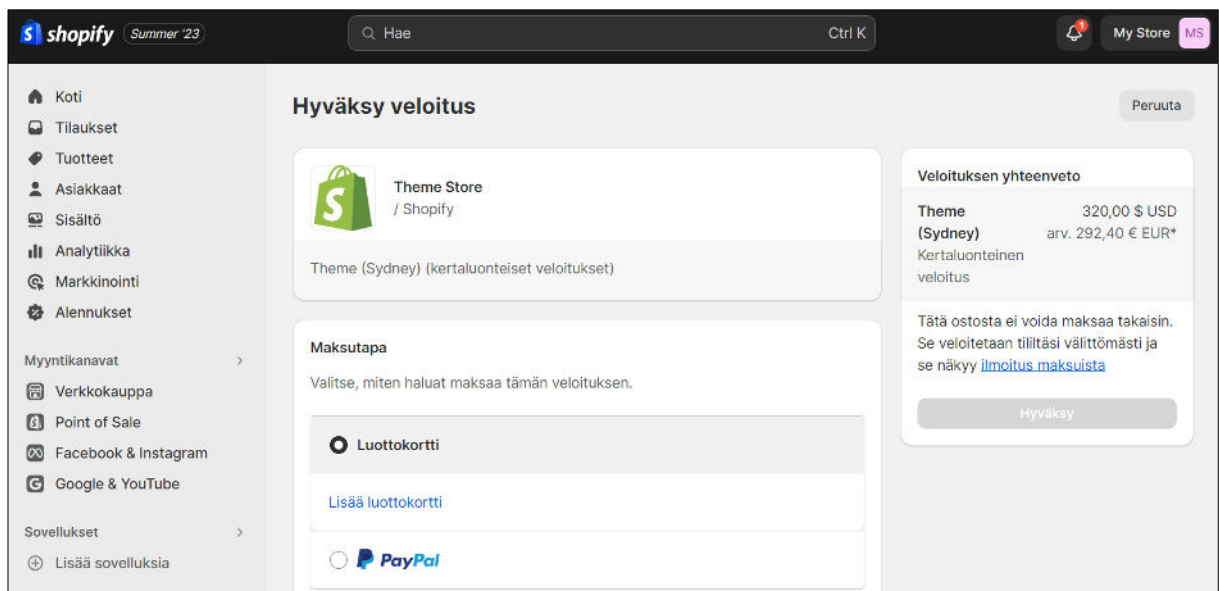 shopify Summer '23
Hae
Ctrl K
1
My Store
MS
Koti
Tilaukset
Tuotteet
Asiakkaat
Sisältö
Analytiikka
Markkinointi
Alennukset
Myyntikanavat
Verkkokauppa
Point of Sale
Facebook & Instagram
Google & YouTube
Sovellukset
Lisää sovelluksia
Hyväksy veloitus
Peruuta
Theme Store
/ Shopify
Theme (Sydney) (kertaluonteiset veloitukset)
Maksutapa
Valitse, miten haluat maksaa tämän veloituksen.
Luottokortti
Lisää luottokortti
PayPal
Veloituksen yhteenveto
Theme 320,00 $ USD
(Sydney) arv. 292,40 € EUR*
Kertaluonteinen
veloitus
Tätä ostosta ei voida maksaa takaisin.
Se veloitetaan tililtäsi välittömästi ja
se näkyy ilmoitus maksuista
Hyväksy